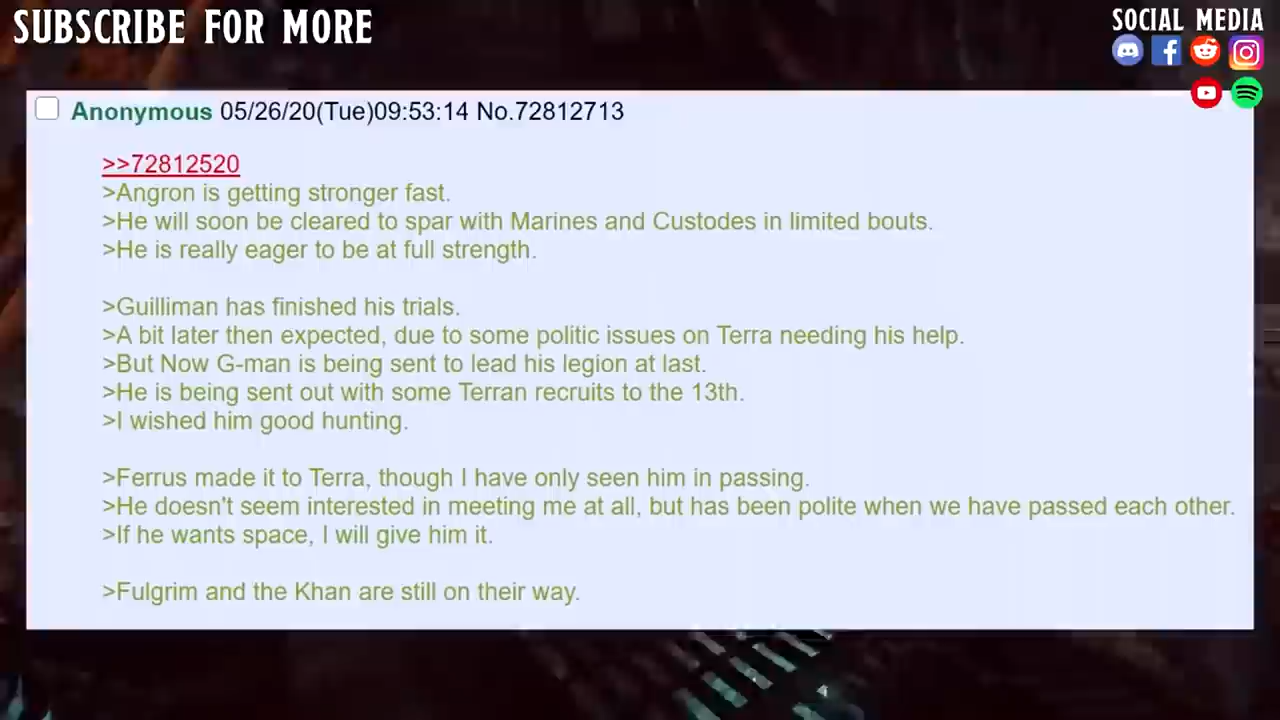 SUBSCRIBE FOR MORE
SOCIAL MEDIA
Anonymous 05/26/20(Tue)09:53:14 No.72812713
>>72812520
>Angron is getting stronger fast.
>He will soon be cleared to spar with Marines and Custodes in limited bouts.
>He is really eager to be at full strength.
>Guilliman has finished his trials.
>A bit later then expected, due to some politic issues on Terra needing his help.
>But Now G-man is being sent to lead his legion at last.
>He is being sent out with some Terran recruits to the 13th.
>I wished him good hunting.
>Ferrus made it to Terra, though I have only seen him in passing.
>He doesn't seem interested in meeting me at all, but has been polite when we have passed each other.
>If he wants space, I will give him it.
>Fulgrim and the Khan are still on their way.